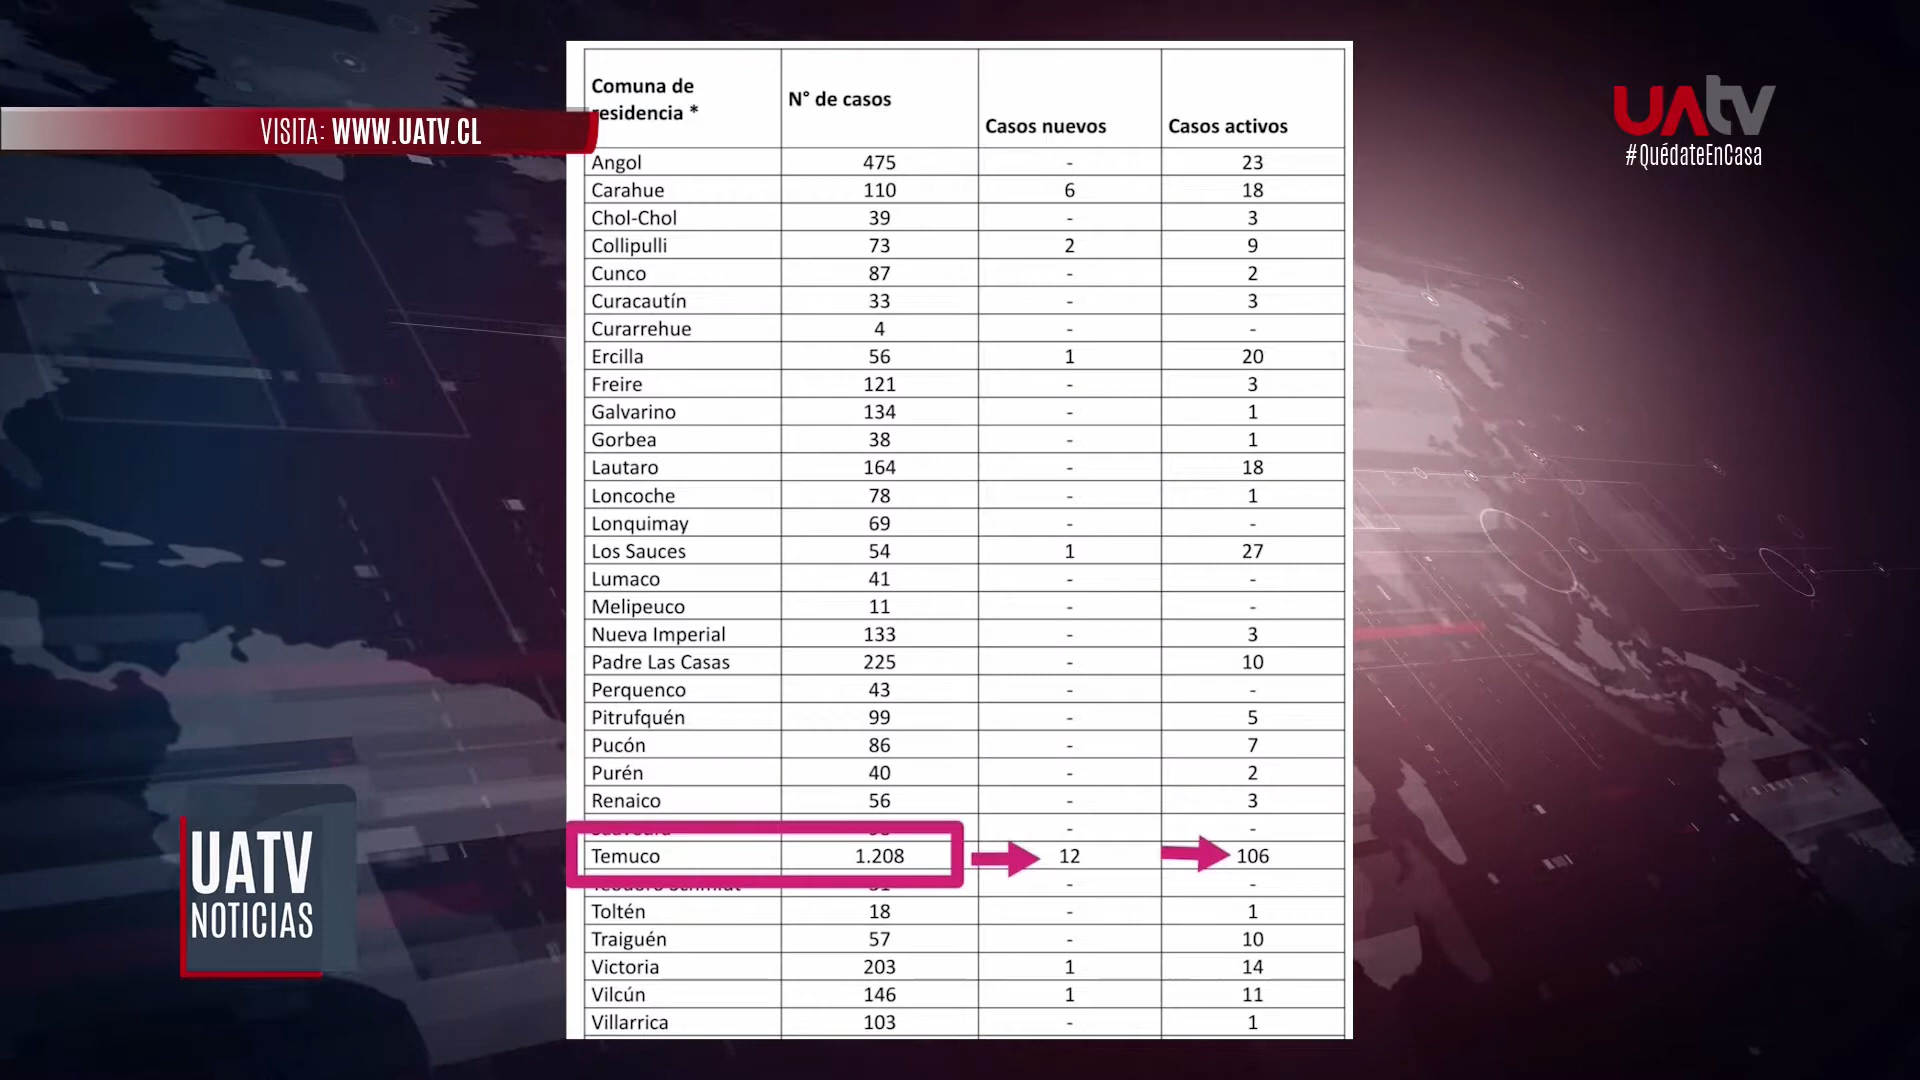 VISITA: WWW.UATV.CL
UATV
#QuédateEnCasa
Comuna de
residencia * N° de casos Casos nuevos Casos activos
Angol 475 - 23
Carahue 110 6 18
Chol-Chol 39 - 3
Collipulli 73 2 9
Cunco 87 - 2
Curacautín 33 - 3
Curarrehue 4 - -
Ercilla 56 1 20
Freire 121 - 3
Galvarino 134 - 1
Gorbea 38 - 1
Lautaro 164 - 18
Loncoche 78 - 1
Lonquimay 69 - -
Los Sauces 54 1 27
Lumaco 41 - -
Melipeuco 11 - -
Nueva Imperial 133 - 3
Padre Las Casas 225 - 10
Perquenco 43 - -
Pitrufquén 99 - 5
Pucón 86 - 7
Purén 40 - 2
Renaico 56 - 3
Saavedra - -
Temuco 1.208 12 106
Teodoro Schmidt - -
Toltén 18 - 1
Traiguén 57 - 10
Victoria 203 1 14
Vilcún 146 1 11
Villarrica 103 - 1
UATV
NOTICIAS